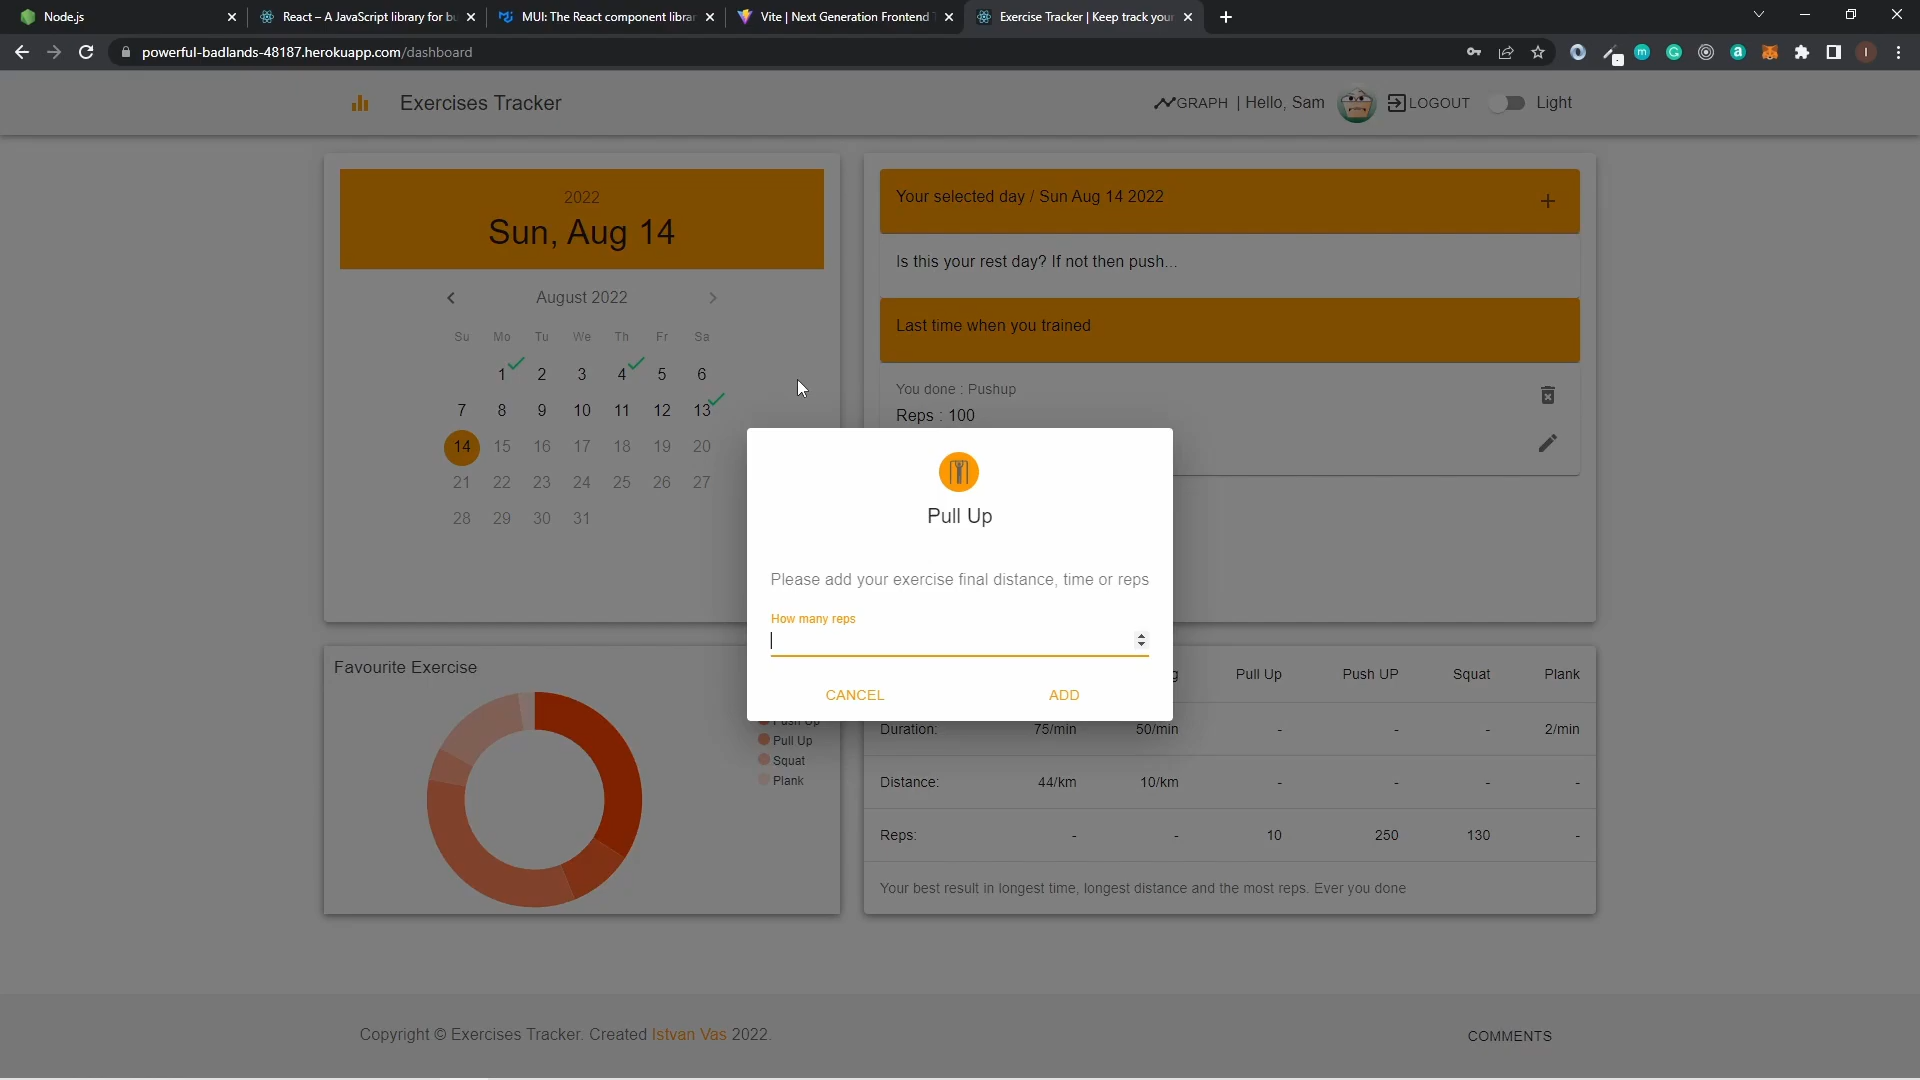 Node.js
React – A JavaScript library for bu
MUI: The React component librar
Vite | Next Generation Frontend
Exercise Tracker | Keep track your
powerful-badlands-48187.herokuapp.com/dashboard
Exercises Tracker
GRAPH | Hello, Sam
LOGOUT
Light
2022
Sun, Aug 14
August 2022
Su Mo Tu We Th Fr Sa
1 2 3 4 5 6
7 8 9 10 11 12 13
14 15 16 17 18 19 20
21 22 23 24 25 26 27
28 29 30 31
Your selected day / Sun Aug 14 2022
Is this your rest day? If not then push...
Last time when you trained
You done : Pushup
Reps : 100
Pull Up
Please add your exercise final distance, time or reps
How many reps
CANCEL ADD
Favourite Exercise
Push Up
Pull Up
Squat
Plank
g Pull Up Push UP Squat Plank
Duration: 75/min 50/min - - - 2/min
Distance: 44/km 10/km - - - -
Reps: - - 10 250 130 -
Your best result in longest time, longest distance and the most reps. Ever you done
Copyright © Exercises Tracker. Created Istvan Vas 2022.
COMMENTS